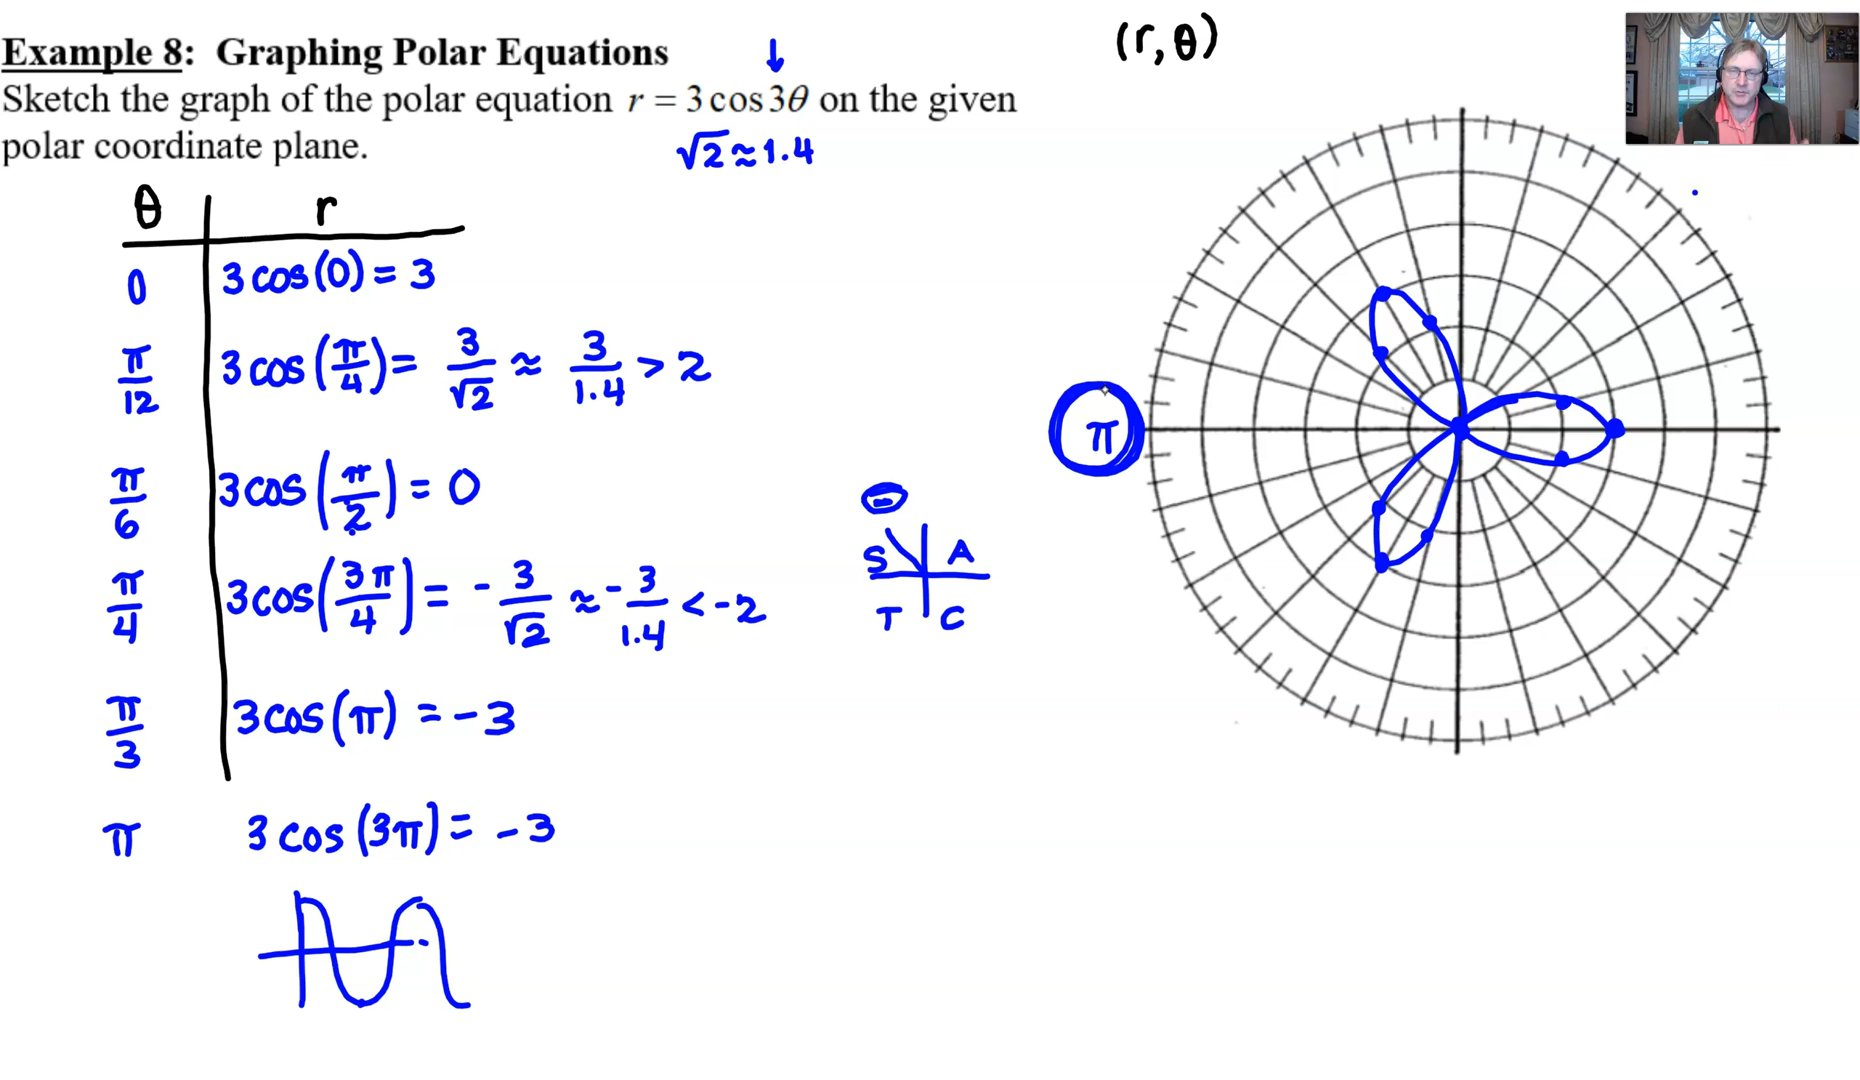 (r, θ)
Example 8: Graphing Polar Equations
Sketch the graph of the polar equation r = 3 cos 3θ on the given
polar coordinate plane.
√2 ≈ 1.4
θ r
0 3 cos(0) = 3
π/12 3 cos(π/4) = 3/√2 ≈ 3/1.4 > 2
π
π/6 3 cos(π/2) = 0
π/4 3 cos(3π/4) = -3/√2 ≈ -3/1.4 < -2
-
S A
T C
π/3 3 cos(π) = -3
π 3 cos(3π) = -3